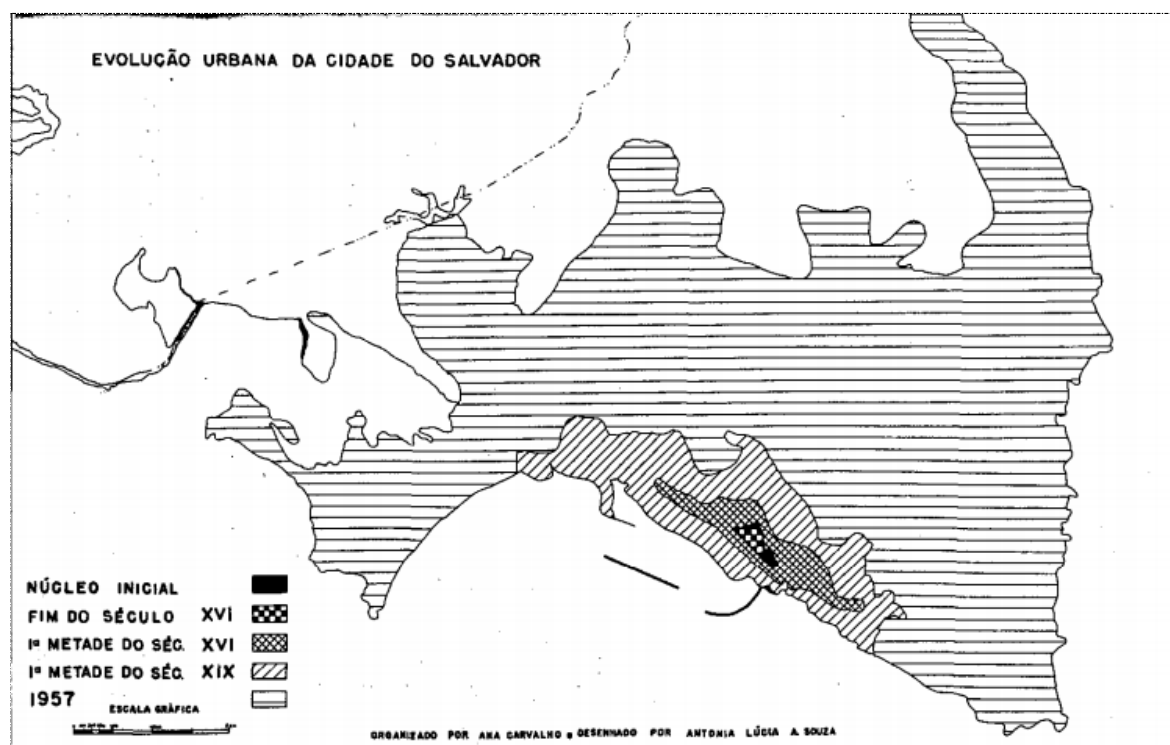 EVOLUÇÃO URBANA DA CIDADE DO SALVADOR
NÚCLEO INICIAL
FIM DO SÉCULO XVI
1ª METADE DO SÉC. XVI
1ª METADE DO SÉC. XIX
1957
ESCALA GRÁFICA
ORGANIZADO POR ANA CARVALHO e DESENHADO POR ANTONIA LÚCIA A. SOUZA